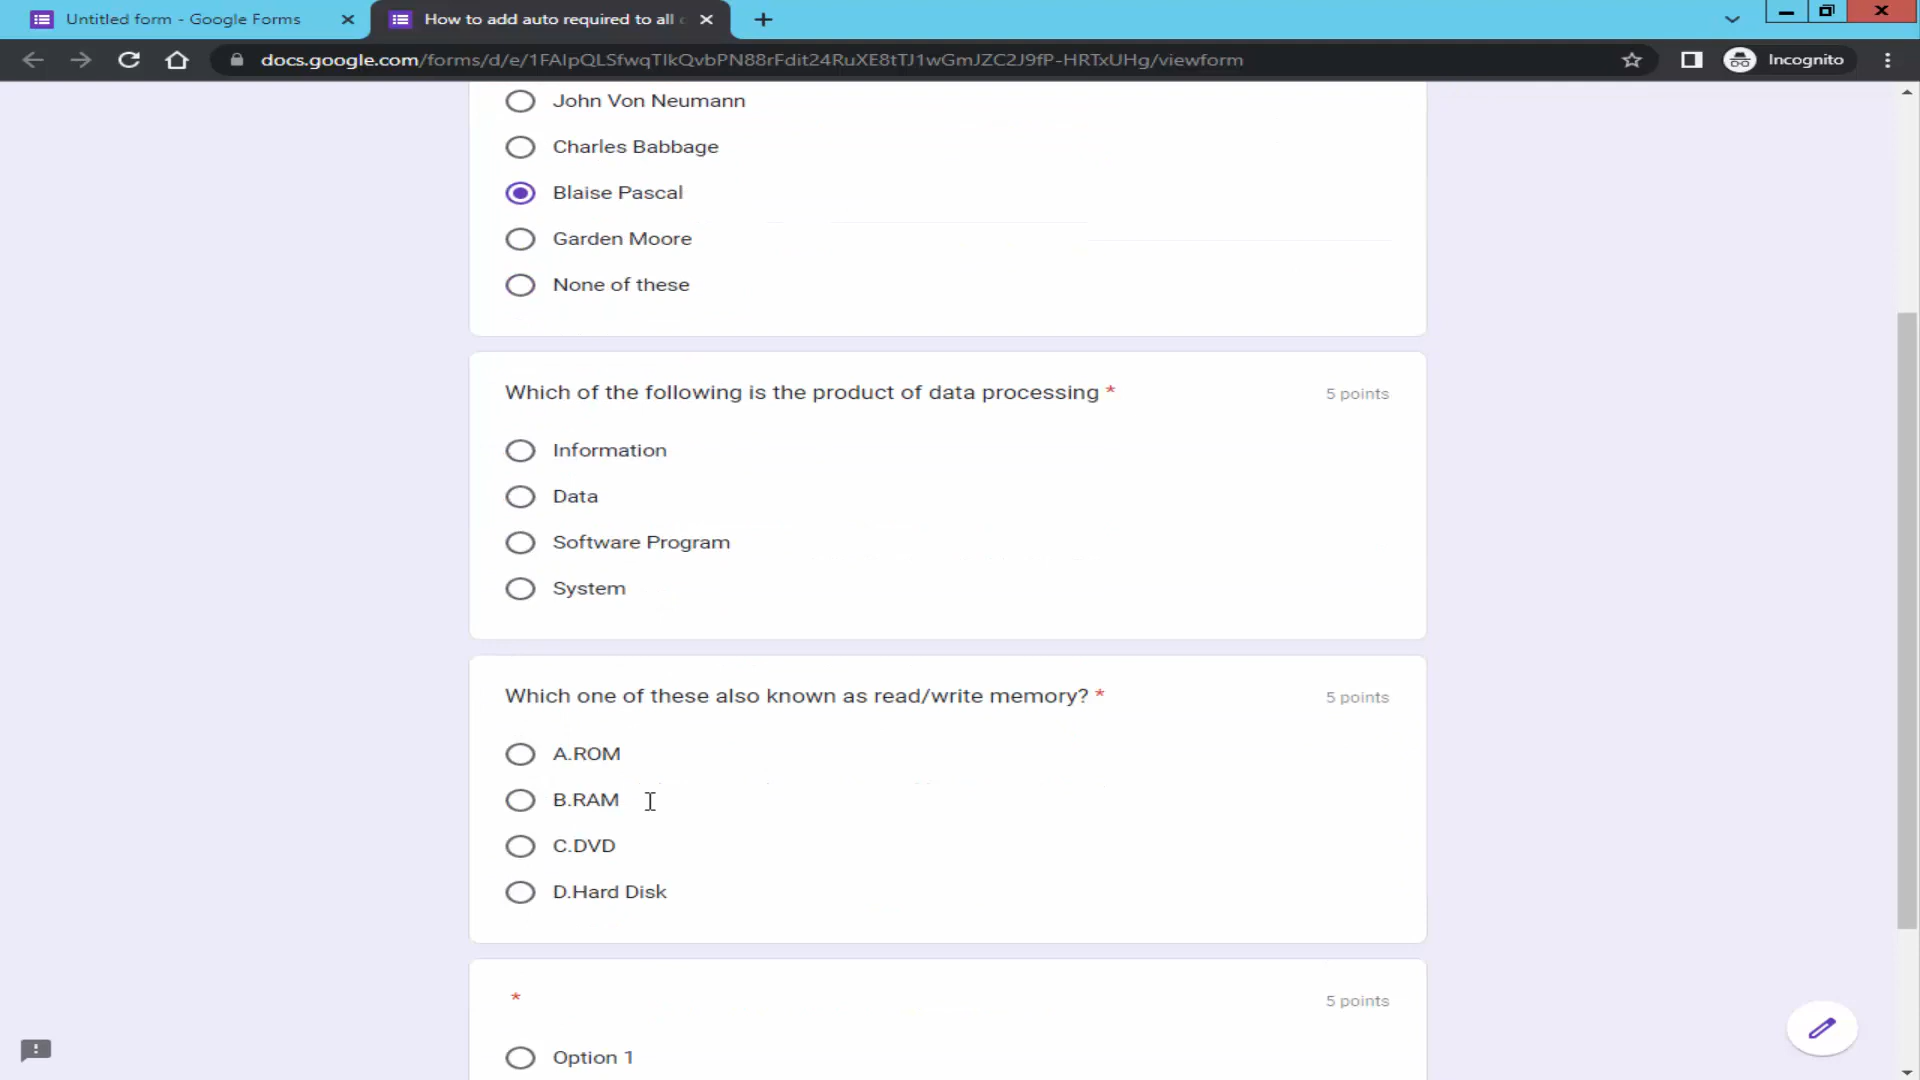 Untitled form - Google Forms
How to add auto required to all
docs.google.com/forms/d/e/1FAIpQLSfwqTIkQvbPN88rFdit24RuXE8tTJ1wGmJZC2J9fP-HRTxUHg/viewform
Incognito
John Von Neumann
Charles Babbage
Blaise Pascal
Garden Moore
None of these
Which of the following is the product of data processing *
5 points
Information
Data
Software Program
System
Which one of these also known as read/write memory? *
5 points
A.ROM
B.RAM
C.DVD
D.Hard Disk
*
5 points
Option 1